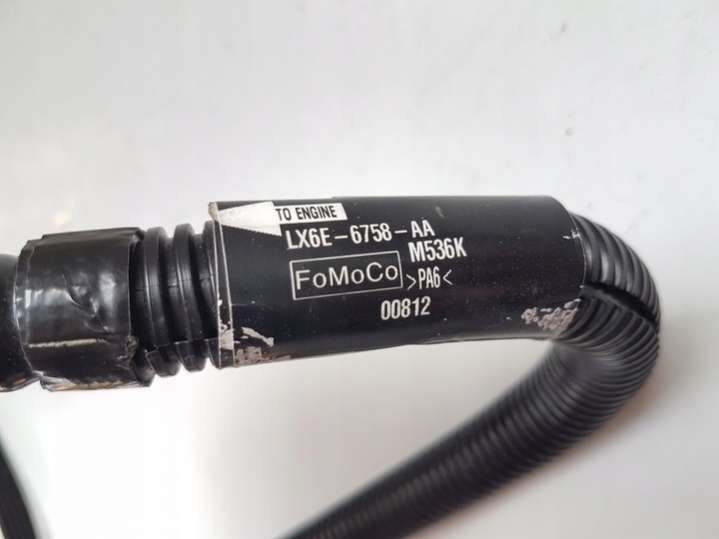 TO ENGINE
LX6E-6758-AA
M536K
FoMoCo
>PA6<
00812